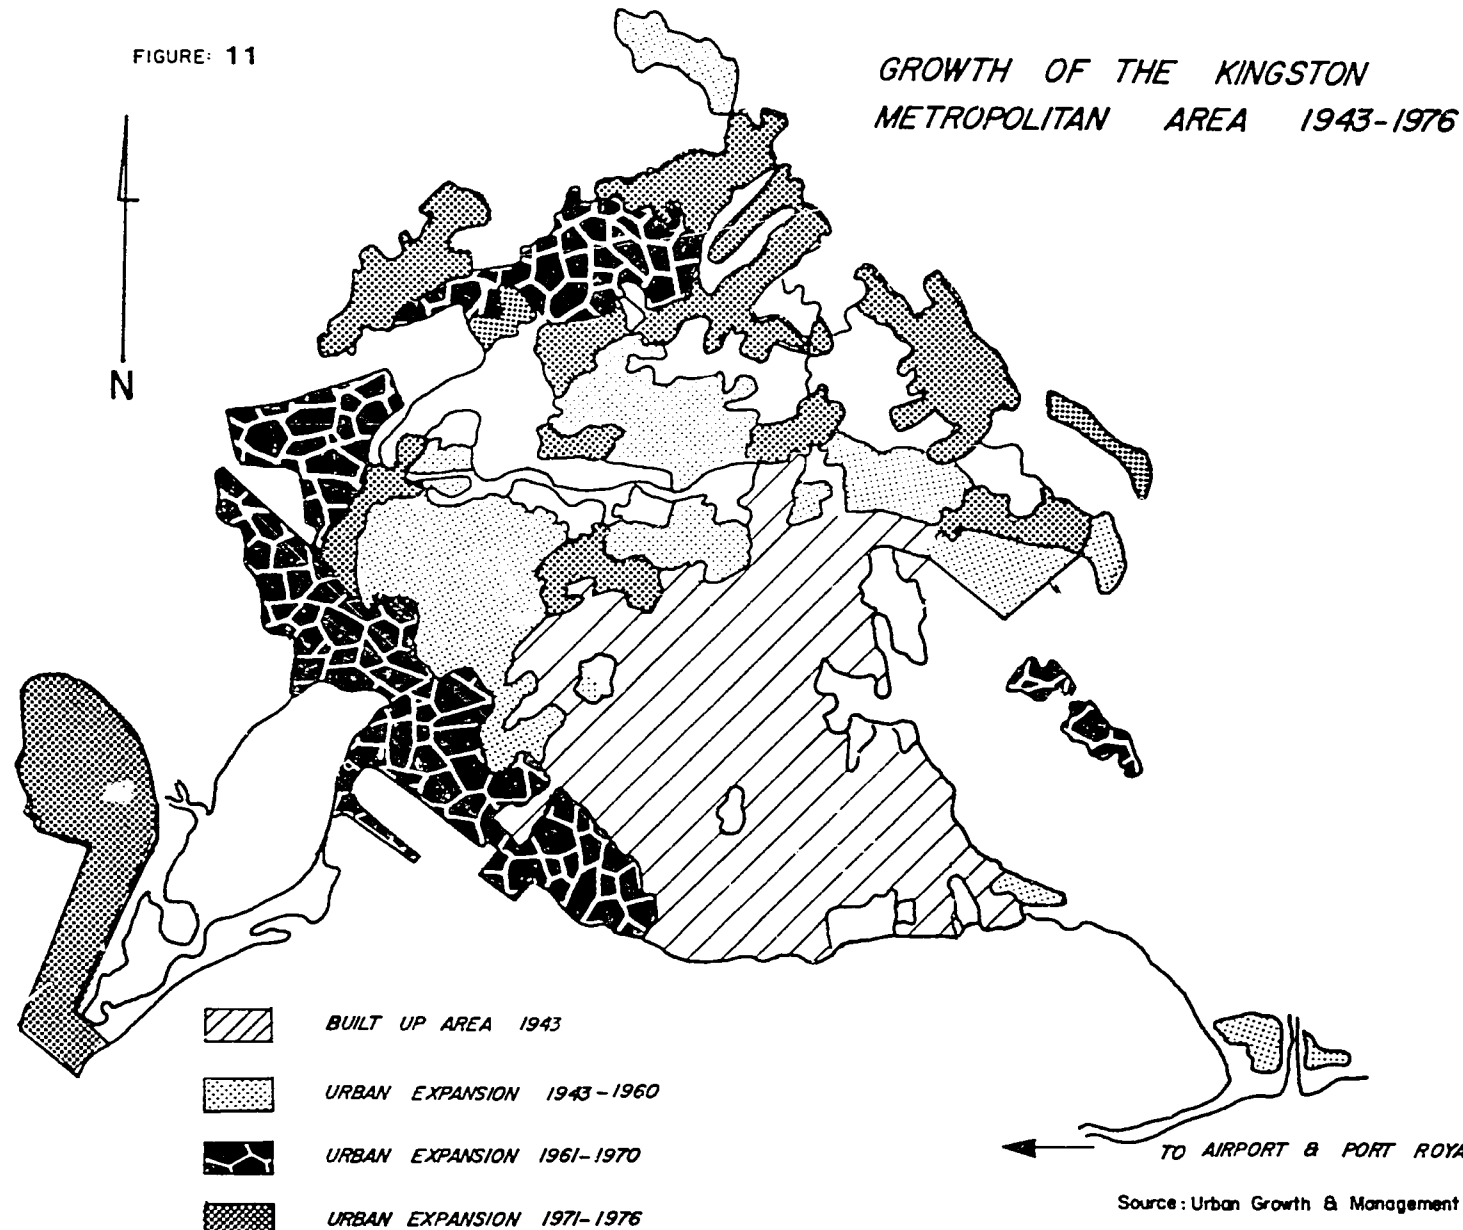 FIGURE: 11
GROWTH OF THE KINGSTON
METROPOLITAN AREA 1943-1976
N
BUILT UP AREA 1943
URBAN EXPANSION 1943-1960
URBAN EXPANSION 1961-1970
URBAN EXPANSION 1971-1976
TO AIRPORT & PORT ROYA
Source: Urban Growth & Management